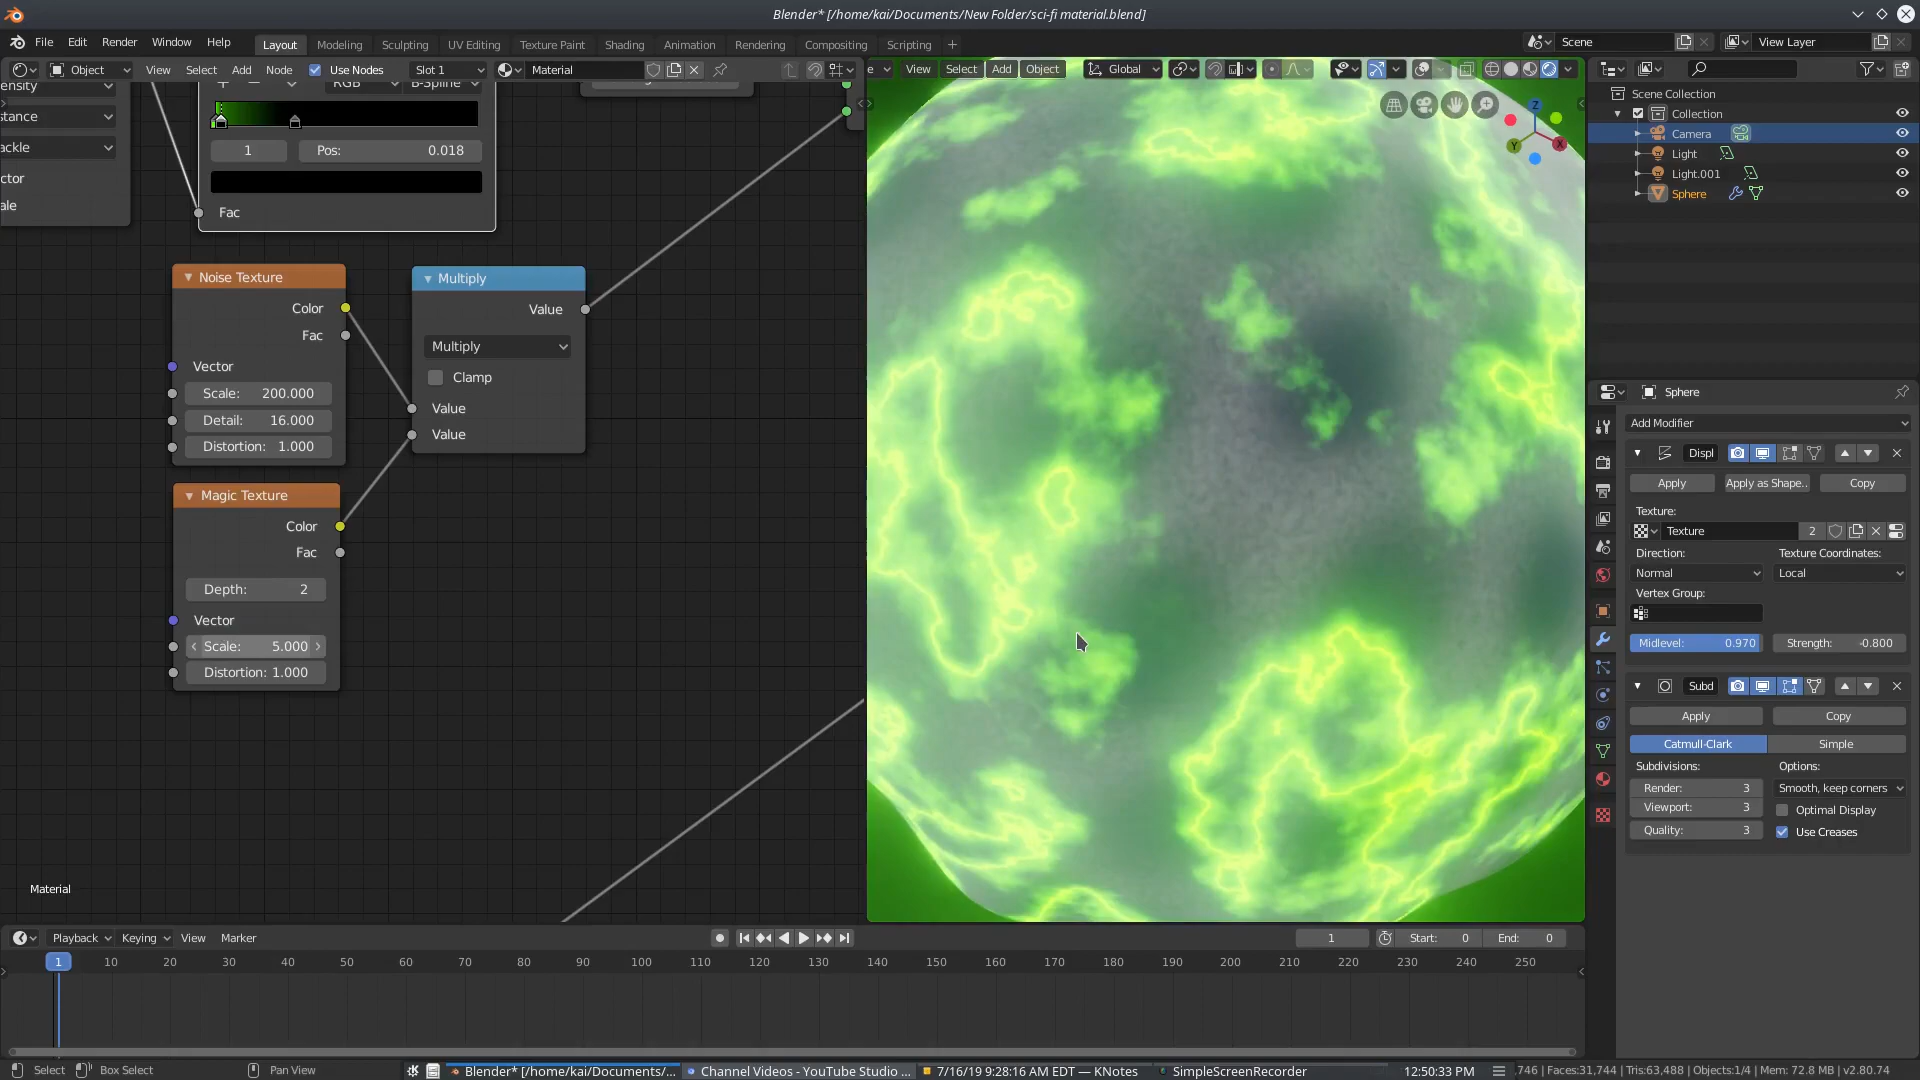 Blender* [/home/kai/Documents/New Folder/sci-fi material.blend]
File Edit Render Window Help Layout Modeling Sculpting UV Editing Texture Paint Shading Animation Rendering Compositing Scripting + Scene View Layer
Object View Select Add Node Use Nodes Slot 1 Material View Select Add Object Global
ensity
stance
ackle
ctor
ale
RGB B-Spline
1 Pos: 0.018
Fac
Noise Texture
Color
Fac
Vector
Scale: 200.000
Detail: 16.000
Distortion: 1.000
Multiply
Value
Multiply
Clamp
Value
Value
Magic Texture
Color
Fac
Depth: 2
Vector
Scale: 5.000
Distortion: 1.000
Material
Z
Y X
Scene Collection
Collection
Camera
Light
Light.001
Sphere
Sphere
Add Modifier
Displ
Apply Apply as Shape.. Copy
Texture:
Texture 2
Direction: Texture Coordinates:
Normal Local
Vertex Group:
Midlevel: 0.970 Strength: -0.800
Subd
Apply Copy
Catmull-Clark Simple
Subdivisions: Options:
Render: 3 Smooth, keep corners
Viewport: 3 Optimal Display
Quality: 3 Use Creases
Playback Keying View Marker 1 Start: 0 End: 0
1 10 20 30 40 50 60 70 80 90 100 110 120 130 140 150 160 170 180 190 200 210 220 230 240 250
Select Box Select Pan View Blender* [/home/kai/Documents/... Channel Videos - YouTube Studio ... 7/16/19 9:28:16 AM EDT — KNotes SimpleScreenRecorder 12:50:33 PM ,746 | Faces:31,744 | Tris:63,488 | Objects:1/4 | Mem: 72.8 MB | v2.80.74